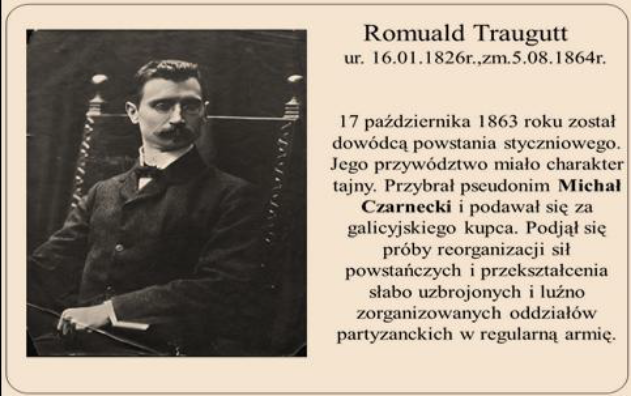 Romuald Traugutt
ur. 16.01.1826r.,zm.5.08.1864r.
17 października 1863 roku został
dowódcą powstania styczniowego.
Jego przywództwo miało charakter
tajny. Przybrał pseudonim Michał
Czarnecki i podawał się za
galicyjskiego kupca. Podjął się
próby reorganizacji sił
powstańczych i przekształcenia
słabo uzbrojonych i luźno
zorganizowanych oddziałów
partyzanckich w regularną armię.